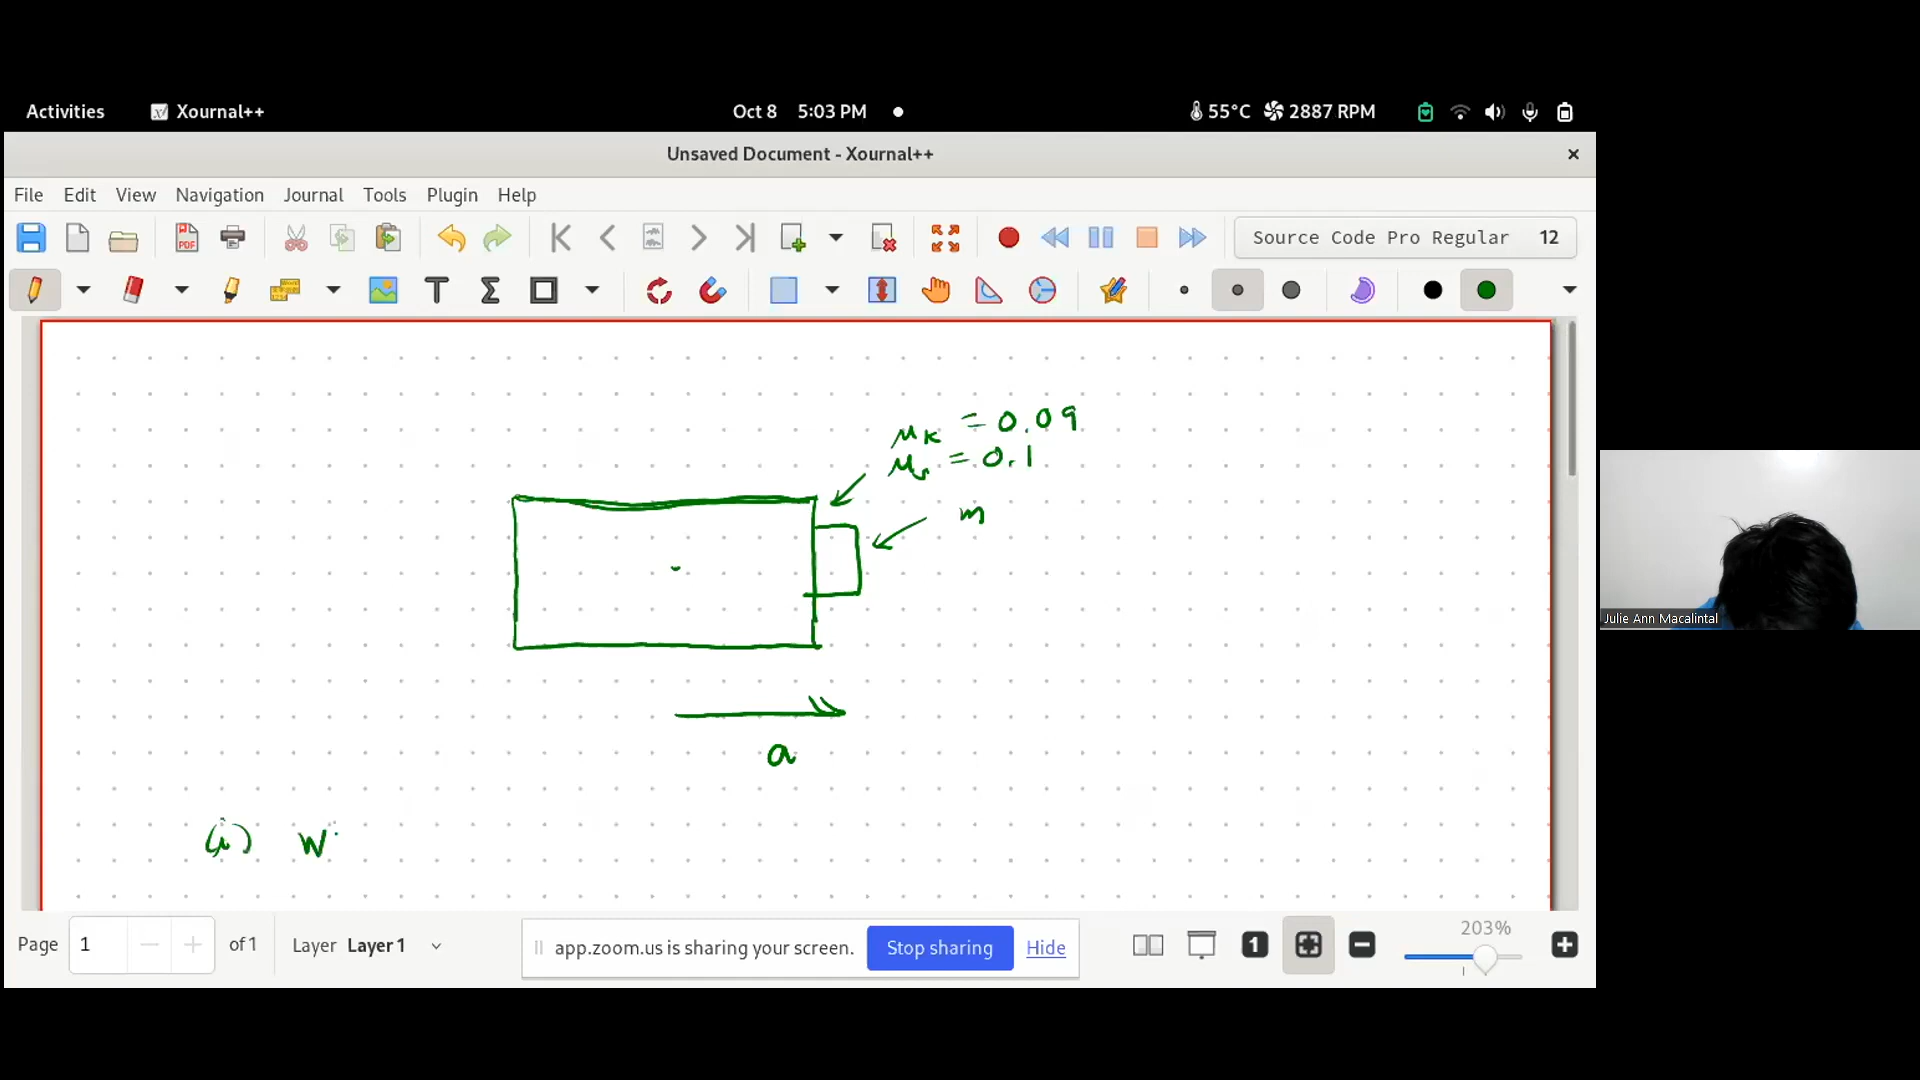 Activities Xournal++ Oct 8 5:03 PM 55°C 2887 RPM
Unsaved Document - Xournal++
File Edit View Navigation Journal Tools Plugin Help
PDF T Σ Source Code Pro Regular 12
μk = 0.09
μs = 0.1
m
a
(i) W
Julie Ann Macalintal
Page 1 of 1 Layer Layer 1 app.zoom.us is sharing your screen. Stop sharing Hide 1 203%